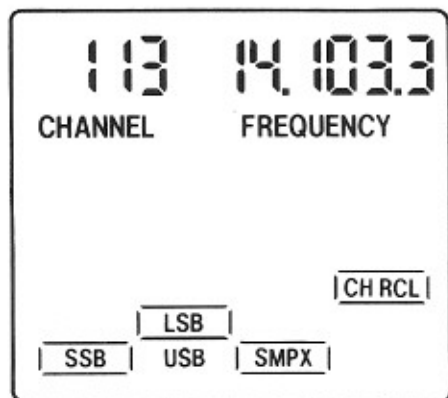 113 14.103.3
CHANNEL FREQUENCY
CH RCL
LSB
SSB USB SMPX